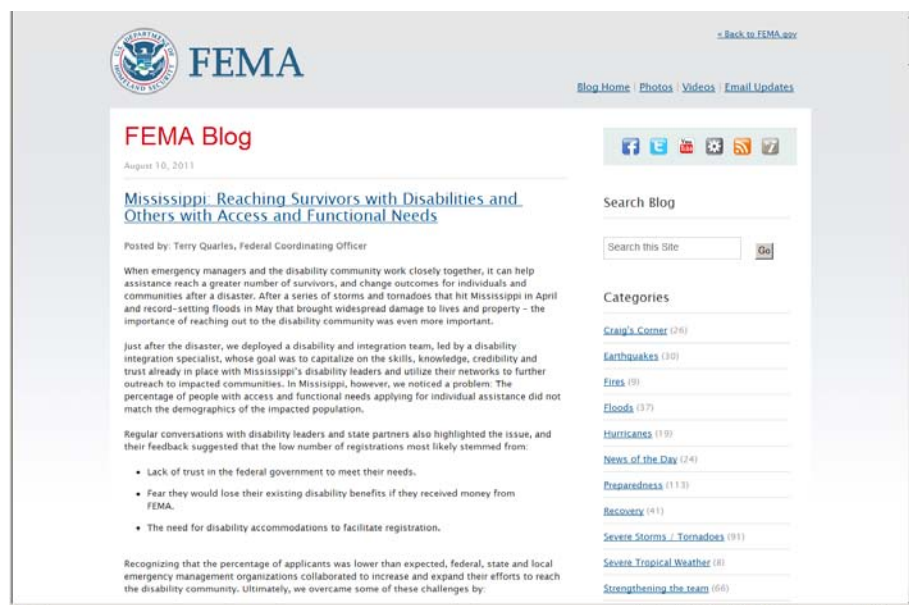 U.S. DEPARTMENT OF
HOMELAND SECURITY
FEMA
< Back to FEMA.gov
Blog Home | Photos | Videos | Email Updates
FEMA Blog
August 10, 2011
Mississippi: Reaching Survivors with Disabilities and
Others with Access and Functional Needs
Posted by: Terry Quarles, Federal Coordinating Officer
When emergency managers and the disability community work closely together, it can help
assistance reach a greater number of survivors, and change outcomes for individuals and
communities after a disaster. After a series of storms and tornadoes that hit Mississippi in April
and record-setting floods in May that brought widespread damage to lives and property – the
importance of reaching out to the disability community was even more important.
Just after the disaster, we deployed a disability and integration team, led by a disability
integration specialist, whose goal was to capitalize on the skills, knowledge, credibility and
trust already in place with Mississippi's disability leaders and utilize their networks to further
outreach to impacted communities. In Missisippi, however, we noticed a problem: The
percentage of people with access and functional needs applying for individual assistance did not
match the demographics of the impacted population.
Regular conversations with disability leaders and state partners also highlighted the issue, and
their feedback suggested that the low number of registrations most likely stemmed from:
• Lack of trust in the federal government to meet their needs.
• Fear they would lose their existing disability benefits if they received money from
FEMA.
• The need for disability accommodations to facilitate registration.
Recognizing that the percentage of applicants was lower than expected, federal, state and local
emergency management organizations collaborated to increase and expand their efforts to reach
the disability community. Ultimately, we overcame some of these challenges by:
You Tube
Search Blog
Search this Site
Go
Categories
Craig's Corner (26)
Earthquakes (30)
Fires (9)
Floods (37)
Hurricanes (19)
News of the Day (24)
Preparedness (113)
Recovery (41)
Severe Storms / Tornadoes (91)
Severe Tropical Weather (8)
Strengthening the team (66)